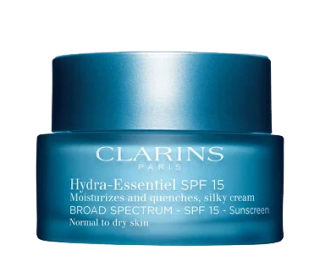 CLARINS
PARIS
Hydra-Essentiel SPF 15
Moisturizes and quenches, silky cream
BROAD SPECTRUM - SPF 15 - Sunscreen
Normal to dry skin